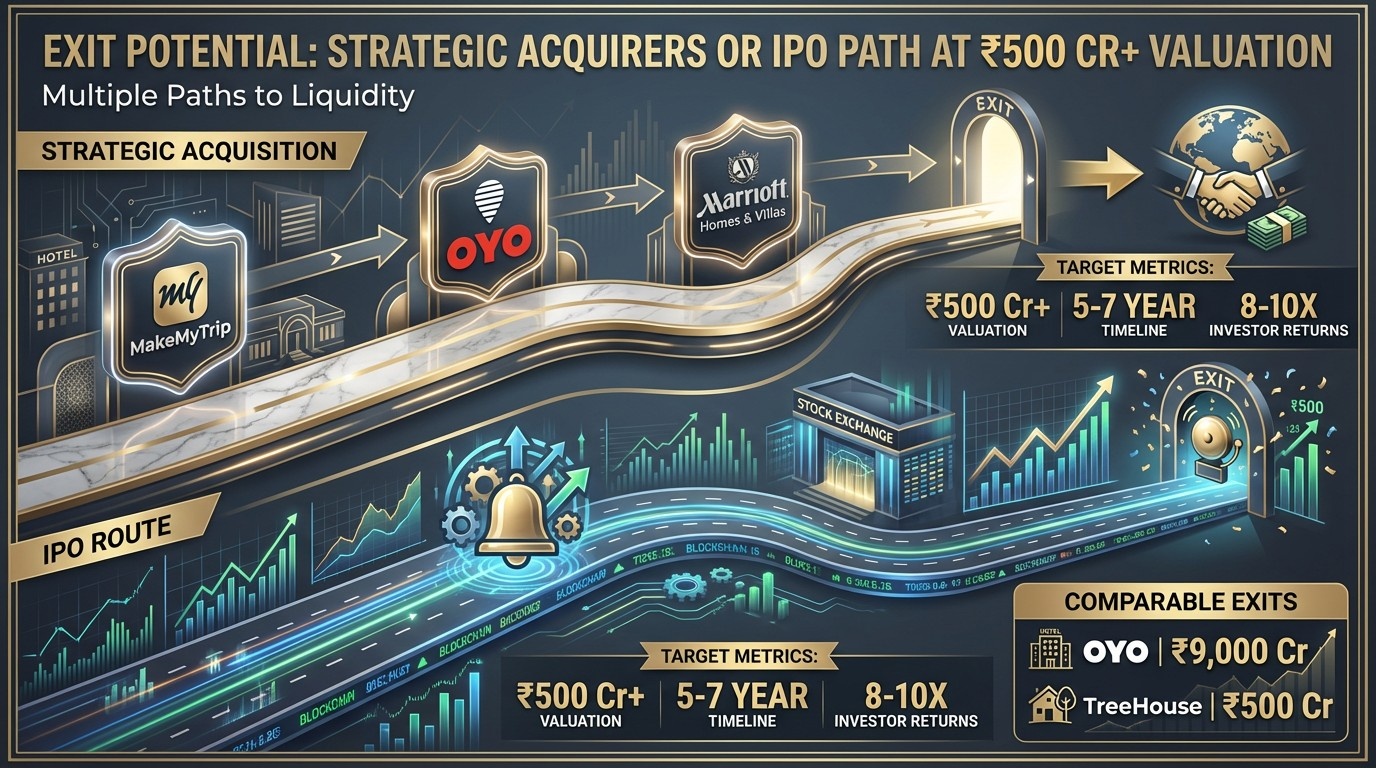 EXIT POTENTIAL: STRATEGIC ACQUIRERS OR IPO PATH AT ₹500 CR+ VALUATION
Multiple Paths to Liquidity
STRATEGIC ACQUISITION
HOTEL
my
MakeMyTrip
OYO
Marriott
Homes & Villas
EXIT
TARGET METRICS:
₹500 Cr+
VALUATION
5-7 YEAR
TIMELINE
8-10X
INVESTOR RETURNS
IPO ROUTE
STOCK EXCHANGE
EXIT
₹500
BLOCKCHAIN
TARGET METRICS:
₹500 Cr+
VALUATION
5-7 YEAR
TIMELINE
8-10X
INVESTOR RETURNS
COMPARABLE EXITS
OYO | ₹9,000 Cr
TreeHouse | ₹500 Cr